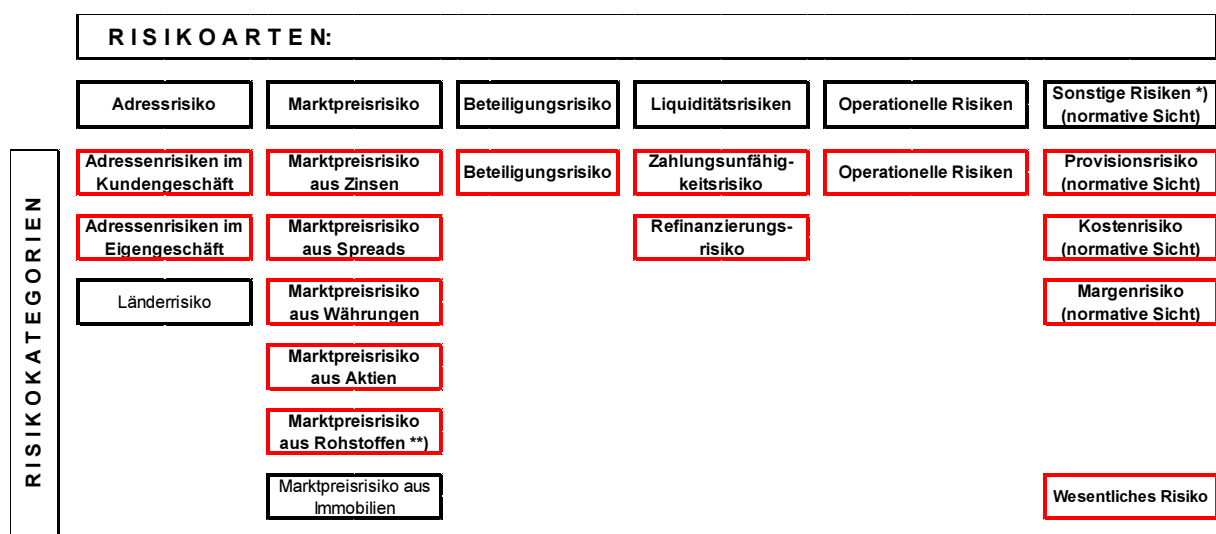 R I S I K O A R T E N:
Adressrisiko
Marktpreisrisiko
Beteiligungsrisiko
Liquiditätsrisiken
Operationelle Risiken
Sonstige Risiken *)
(normative Sicht)
R I S I K O K A T E G O R I E N
Adressenrisiken im
Kundengeschäft
Marktpreisrisiko
aus Zinsen
Beteiligungsrisiko
Zahlungsunfähig-
keitsrisiko
Operationelle Risiken
Provisionsrisiko
(normative Sicht)
Adressenrisiken im
Eigengeschäft
Marktpreisrisiko
aus Spreads
Refinanzierungs-
risiko
Kostenrisiko
(normative Sicht)
Länderrisiko
Marktpreisrisiko
aus Währungen
Margenrisiko
(normative Sicht)
Marktpreisrisiko
aus Aktien
Marktpreisrisiko
aus Rohstoffen **)
Marktpreisrisiko aus
Immobilien
Wesentliches Risiko